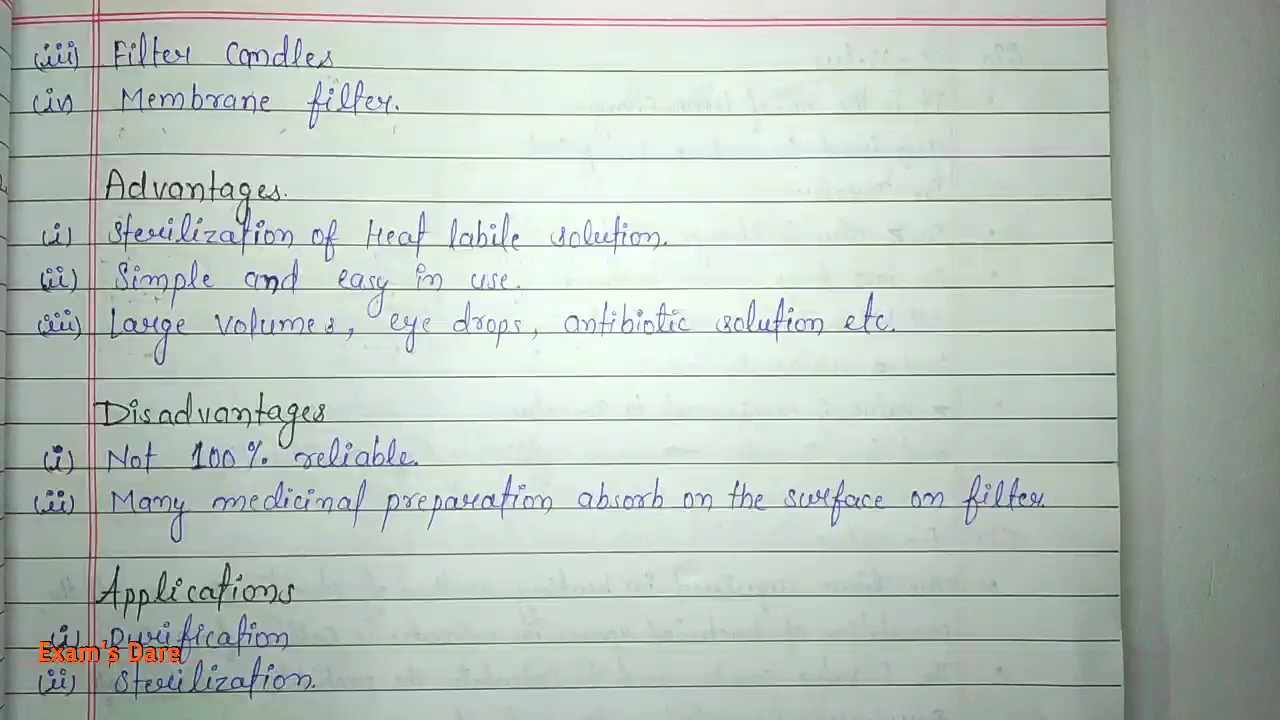 (iii) Filter Candles
(iv) Membrane filter.
Advantages.
(i) Sterilization of Heat labile solution.
(ii) Simple and easy in use.
(iii) Large volumes, eye drops, antibiotic solution etc.
Disadvantages
(i) Not 100% reliable.
(ii) Many medicinal preparation absorb on the surface on filter.
Applications
(i) Purification
Exam's Dare
(ii) Sterilization.